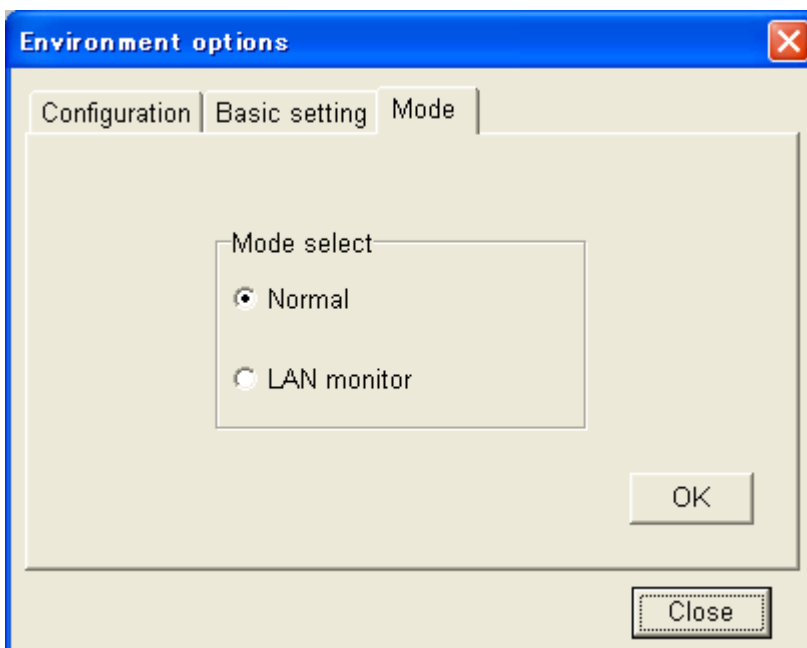 Environment options
Configuration Basic setting Mode
Mode select
Normal
LAN monitor
OK
Close